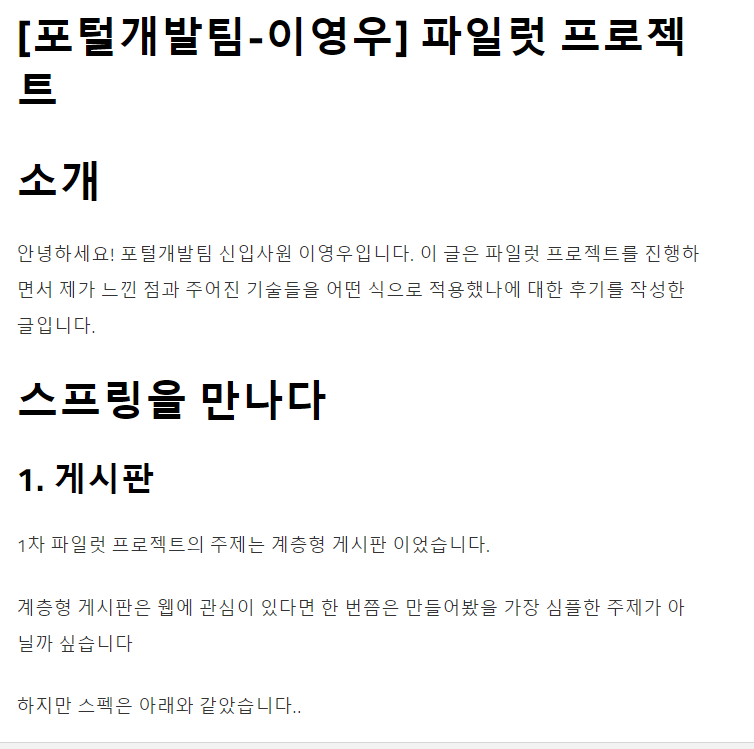 [포털개발팀-이영우] 파일럿 프로젝
트
소개
안녕하세요! 포털개발팀 신입사원 이영우입니다. 이 글은 파일럿 프로젝트를 진행하
면서 제가 느낀 점과 주어진 기술들을 어떤 식으로 적용했나에 대한 후기를 작성한
글입니다.
스프링을 만나다
1. 게시판
1차 파일럿 프로젝트의 주제는 계층형 게시판 이었습니다.
계층형 게시판은 웹에 관심이 있다면 한 번쯤은 만들어봤을 가장 심플한 주제가 아
닐까 싶습니다
하지만 스펙은 아래와 같았습니다..